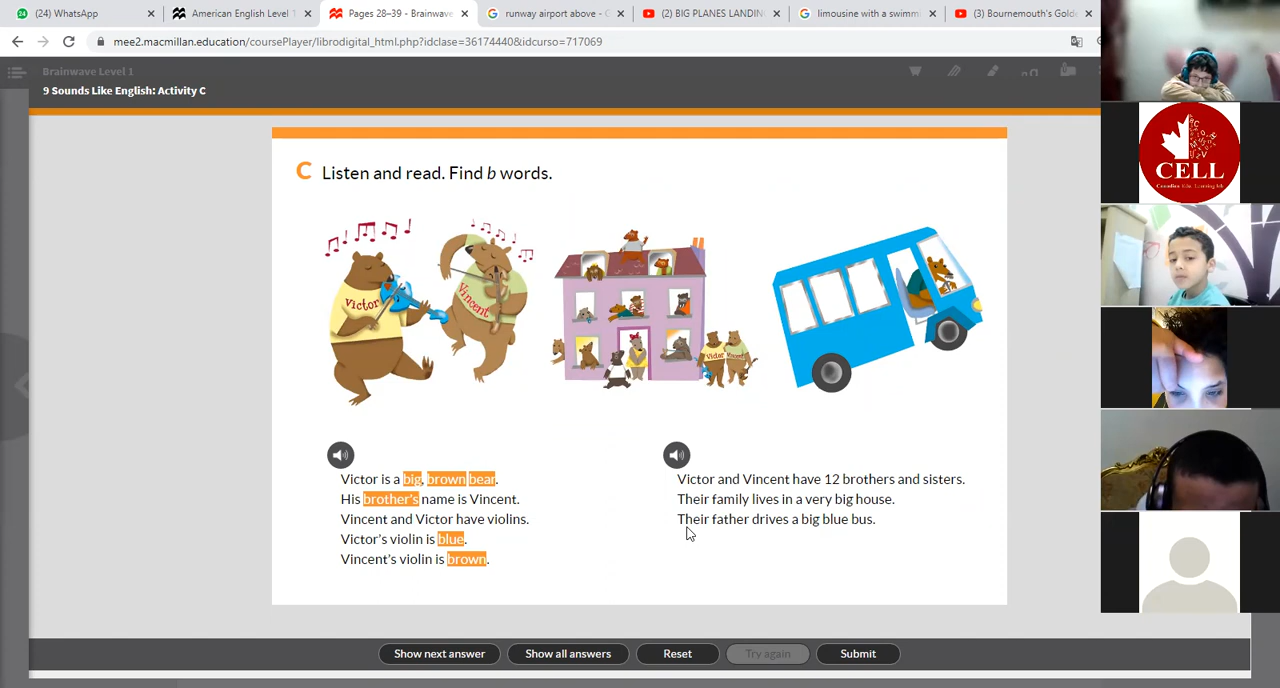 (24) WhatsApp
American English Level 1
Pages 28–39 - Brainwave
runway airport above - G
(2) BIG PLANES LANDIN
limousine with a swimmi
(3) Bournemouth's Golde
mee2.macmillan.education/coursePlayer/librodigital_html.php?idclase=36174440&idcurso=717069
Brainwave Level 1
9 Sounds Like English: Activity C
C Listen and read. Find b words.
Victor
Vincent
Victor
Vincent
Victor is a big, brown bear.
His brother's name is Vincent.
Vincent and Victor have violins.
Victor's violin is blue.
Vincent's violin is brown.
Victor and Vincent have 12 brothers and sisters.
Their family lives in a very big house.
Their father drives a big blue bus.
Show next answer
Show all answers
Reset
Try again
Submit
CELL